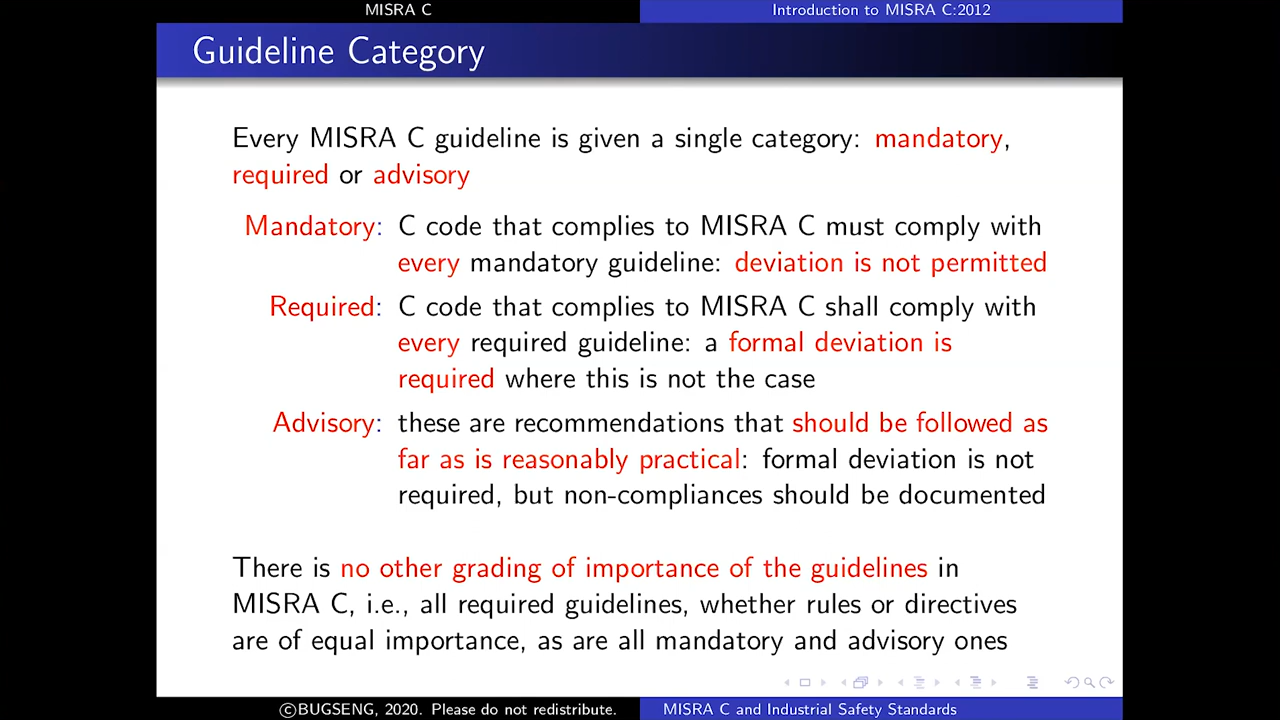 MISRA C
Introduction to MISRA C:2012
Guideline Category
Every MISRA C guideline is given a single category: mandatory,
required or advisory
Mandatory: C code that complies to MISRA C must comply with
every mandatory guideline: deviation is not permitted
Required: C code that complies to MISRA C shall comply with
every required guideline: a formal deviation is
required where this is not the case
Advisory: these are recommendations that should be followed as
far as is reasonably practical: formal deviation is not
required, but non-compliances should be documented
There is no other grading of importance of the guidelines in
MISRA C, i.e., all required guidelines, whether rules or directives
are of equal importance, as are all mandatory and advisory ones
©BUGSENG, 2020. Please do not redistribute.
MISRA C and Industrial Safety Standards